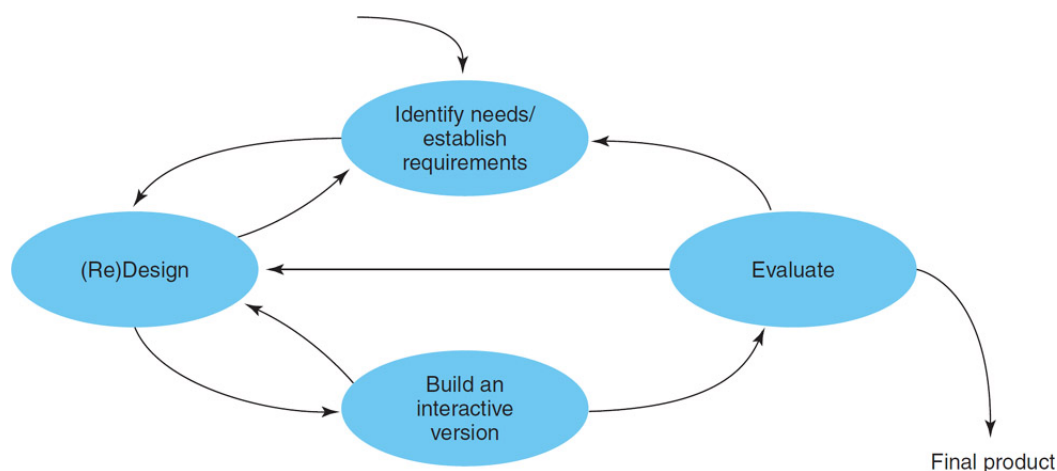 Identify needs/
establish
requirements
(Re)Design
Evaluate
Build an
interactive
version
Final product